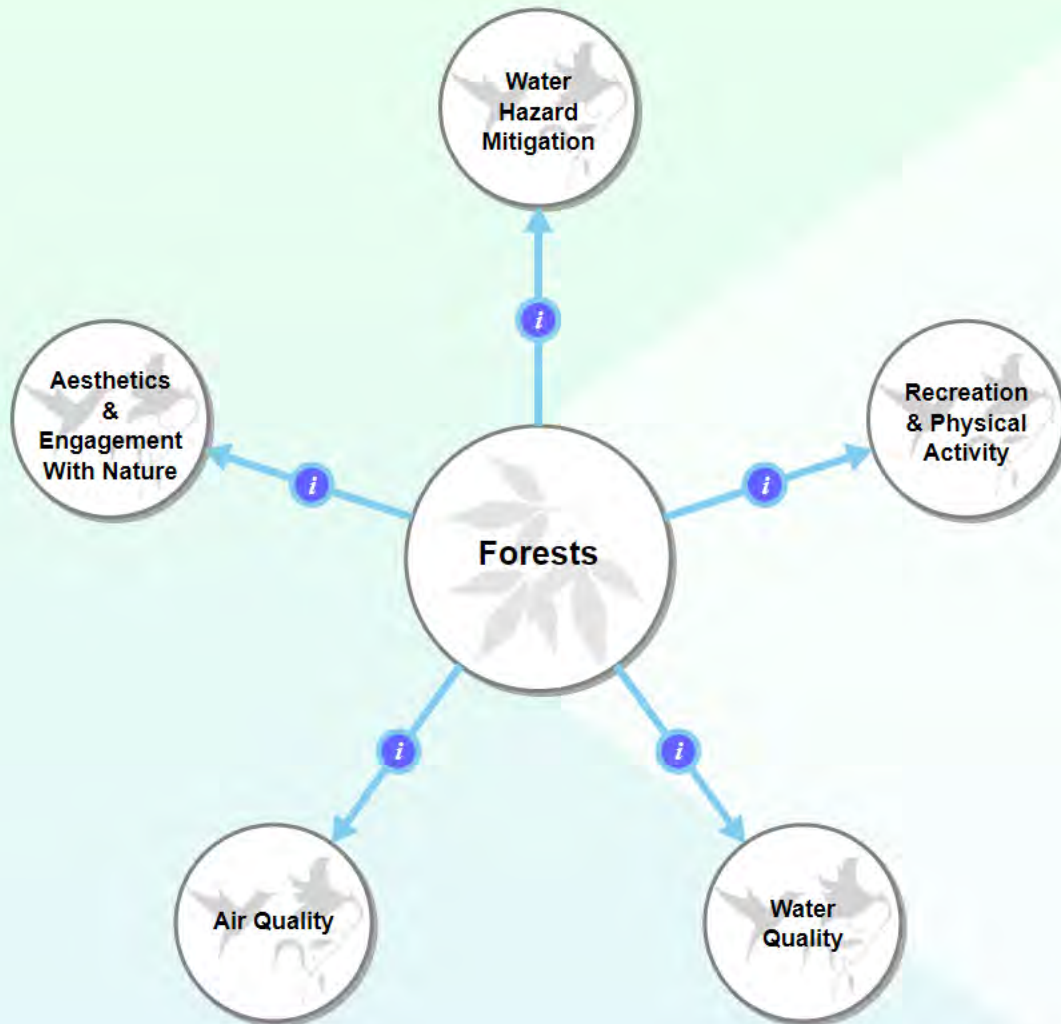 Water
Hazard
Mitigation
i
Aesthetics
&
Engagement
With Nature
Recreation
& Physical
Activity
i
i
Forests
i
i
Air Quality
Water
Quality